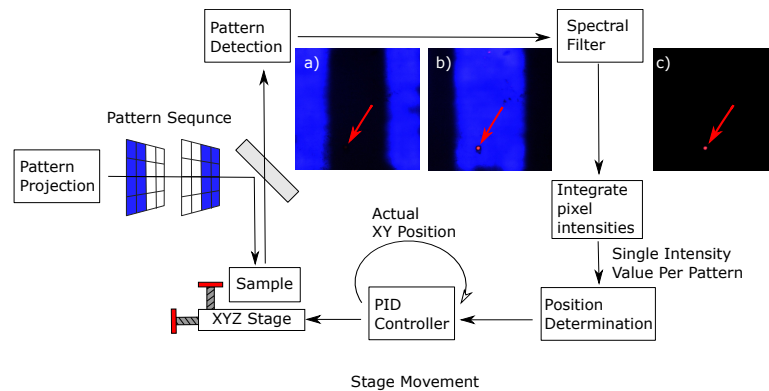 Pattern
Detection
Spectral
Filter
a)
b)
c)
Pattern Sequnce
Pattern
Projection
Integrate
pixel
intensities
Actual
XY Position
Single Intensity
Value Per Pattern
Sample
XYZ Stage
PID
Controller
Position
Determination
Stage Movement